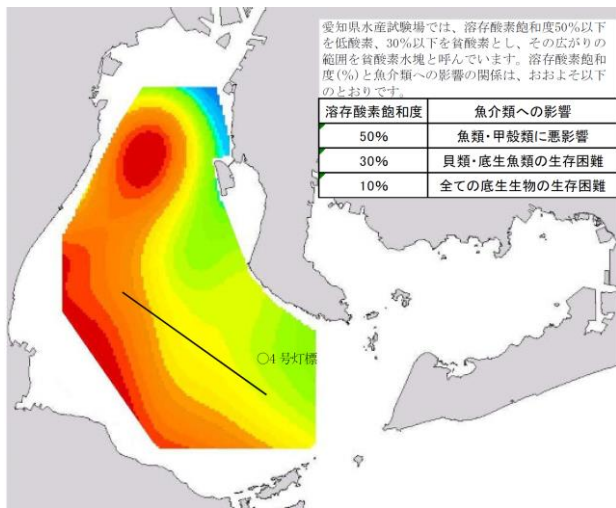 愛知県水産試験場では、溶存酸素飽和度50%以下
を低酸素、30%以下を貧酸素とし、その広がりの
範囲を貧酸素水塊と呼んでいます。溶存酸素飽和
度(%)と魚介類への影響の関係は、おおよそ以下
のとおりです。
溶存酸素飽和度 魚介類への影響
50% 魚類・甲殻類に悪影響
30% 貝類・底生魚類の生存困難
10% 全ての底生生物の生存困難
○4 号灯標